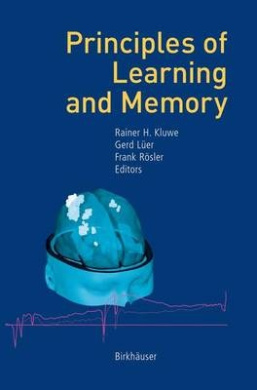 Principles of
Learning
and Memory
Rainer H. Kluwe
Gerd Lüer
Frank Rösler
Editors
Birkhäuser